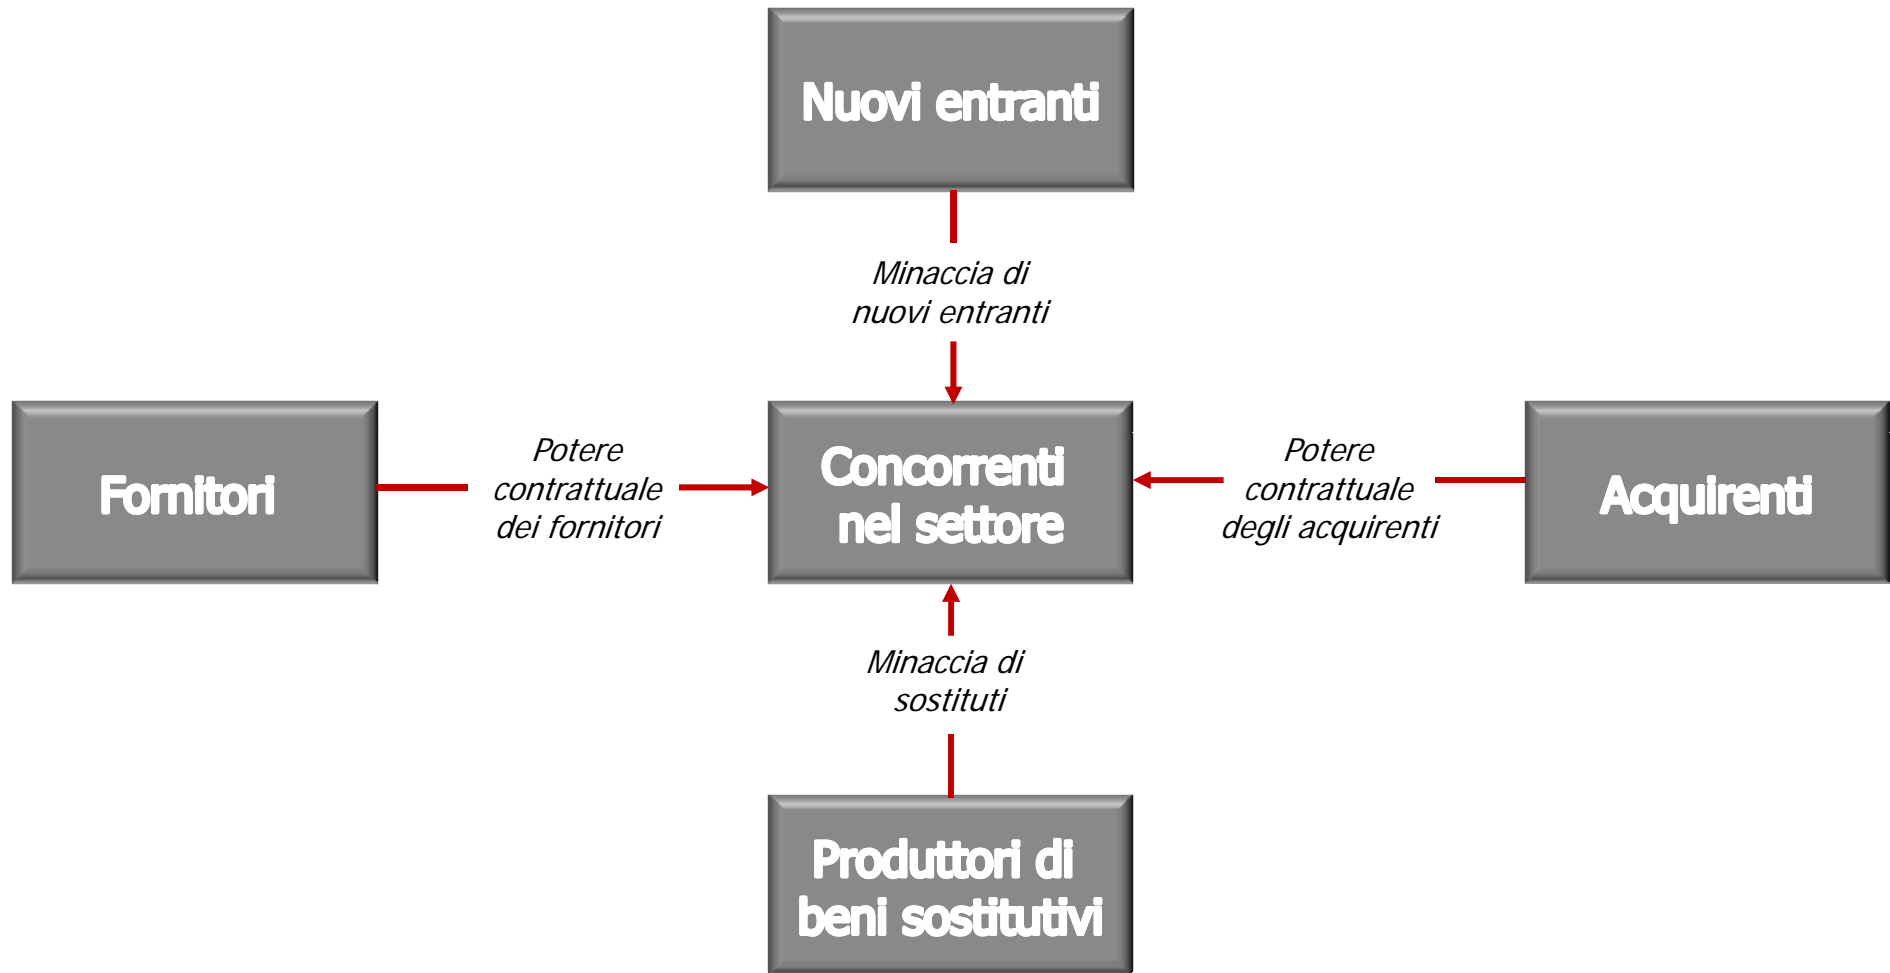 Nuovi entranti
Minaccia di
nuovi entranti
Fornitori
Potere
contrattuale
dei fornitori
Concorrenti
nel settore
Potere
contrattuale
degli acquirenti
Acquirenti
Minaccia di
sostituti
Produttori di
beni sostitutivi